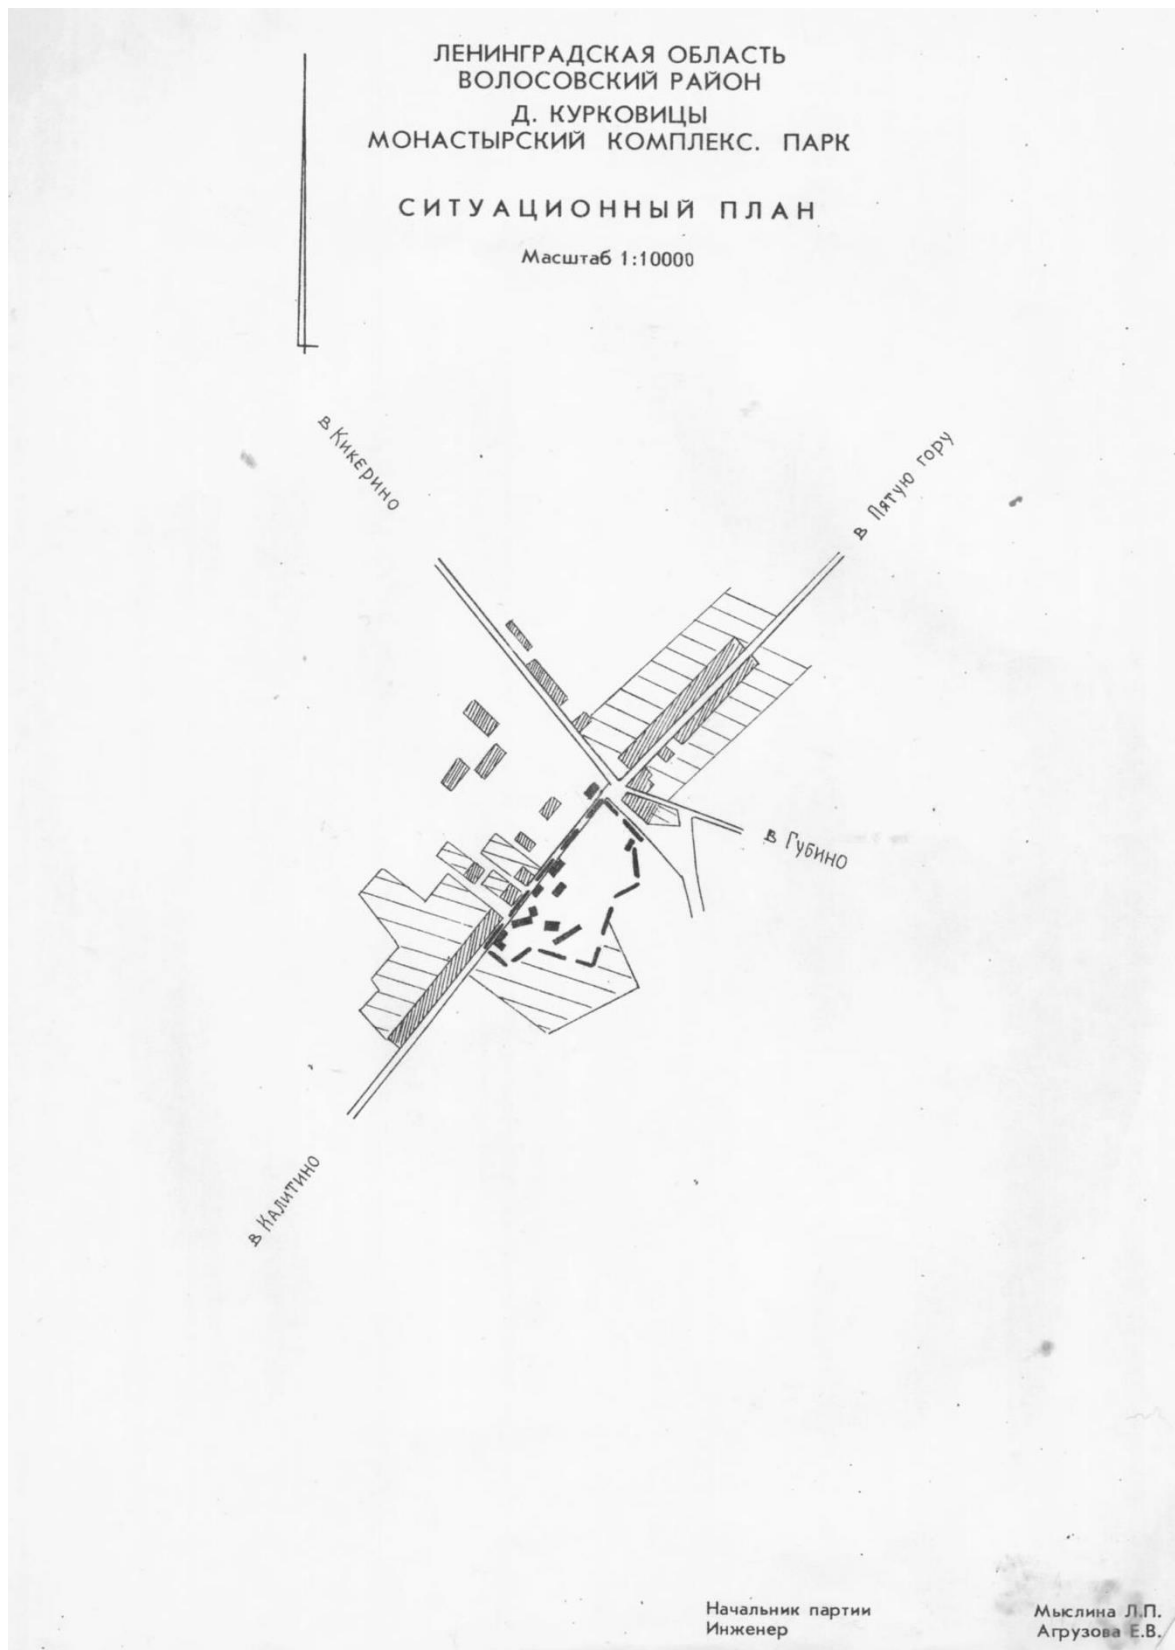 ЛЕНИНГРАДСКАЯ ОБЛАСТЬ
ВОЛОСОВСКИЙ РАЙОН
Д. КУРКОВИЦЫ
МОНАСТЫРСКИЙ КОМПЛЕКС. ПАРК
СИТУАЦИОННЫЙ ПЛАН
Масштаб 1:10000
в Кикерино
в Пятую гору
в Губино
в Калитино
Начальник партии Мыслина Л.П.
Инженер Агрузова Е.В.